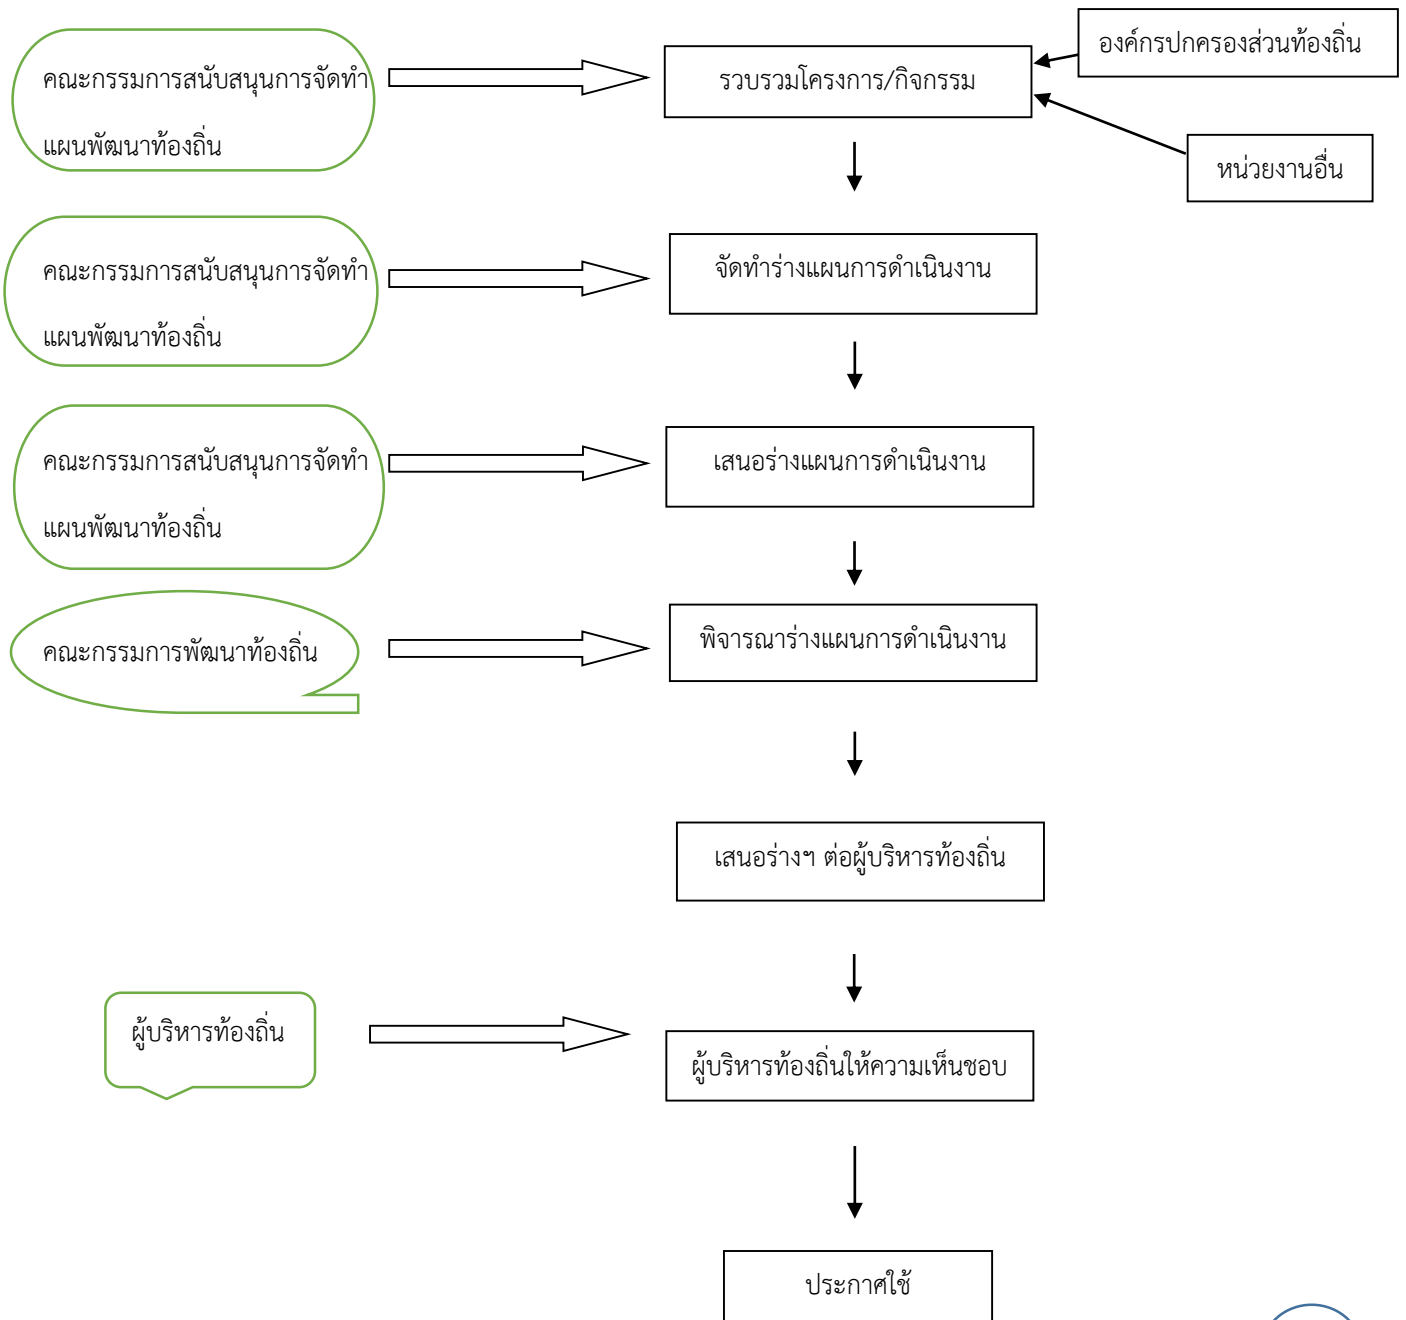 องค์กรปกครองส่วนท้องถิ่น
คณะกรรมการสนับสนุนการจัดทำ
แผนพัฒนาท้องถิ่น
รวบรวมโครงการ/กิจกรรม
หน่วยงานอื่น
คณะกรรมการสนับสนุนการจัดทำ
แผนพัฒนาท้องถิ่น
จัดทำร่างแผนการดำเนินงาน
คณะกรรมการสนับสนุนการจัดทำ
แผนพัฒนาท้องถิ่น
เสนอร่างแผนการดำเนินงาน
คณะกรรมการพัฒนาท้องถิ่น
พิจารณาร่างแผนการดำเนินงาน
เสนอร่างฯ ต่อผู้บริหารท้องถิ่น
ผู้บริหารท้องถิ่น
ผู้บริหารท้องถิ่นให้ความเห็นชอบ
ประกาศใช้